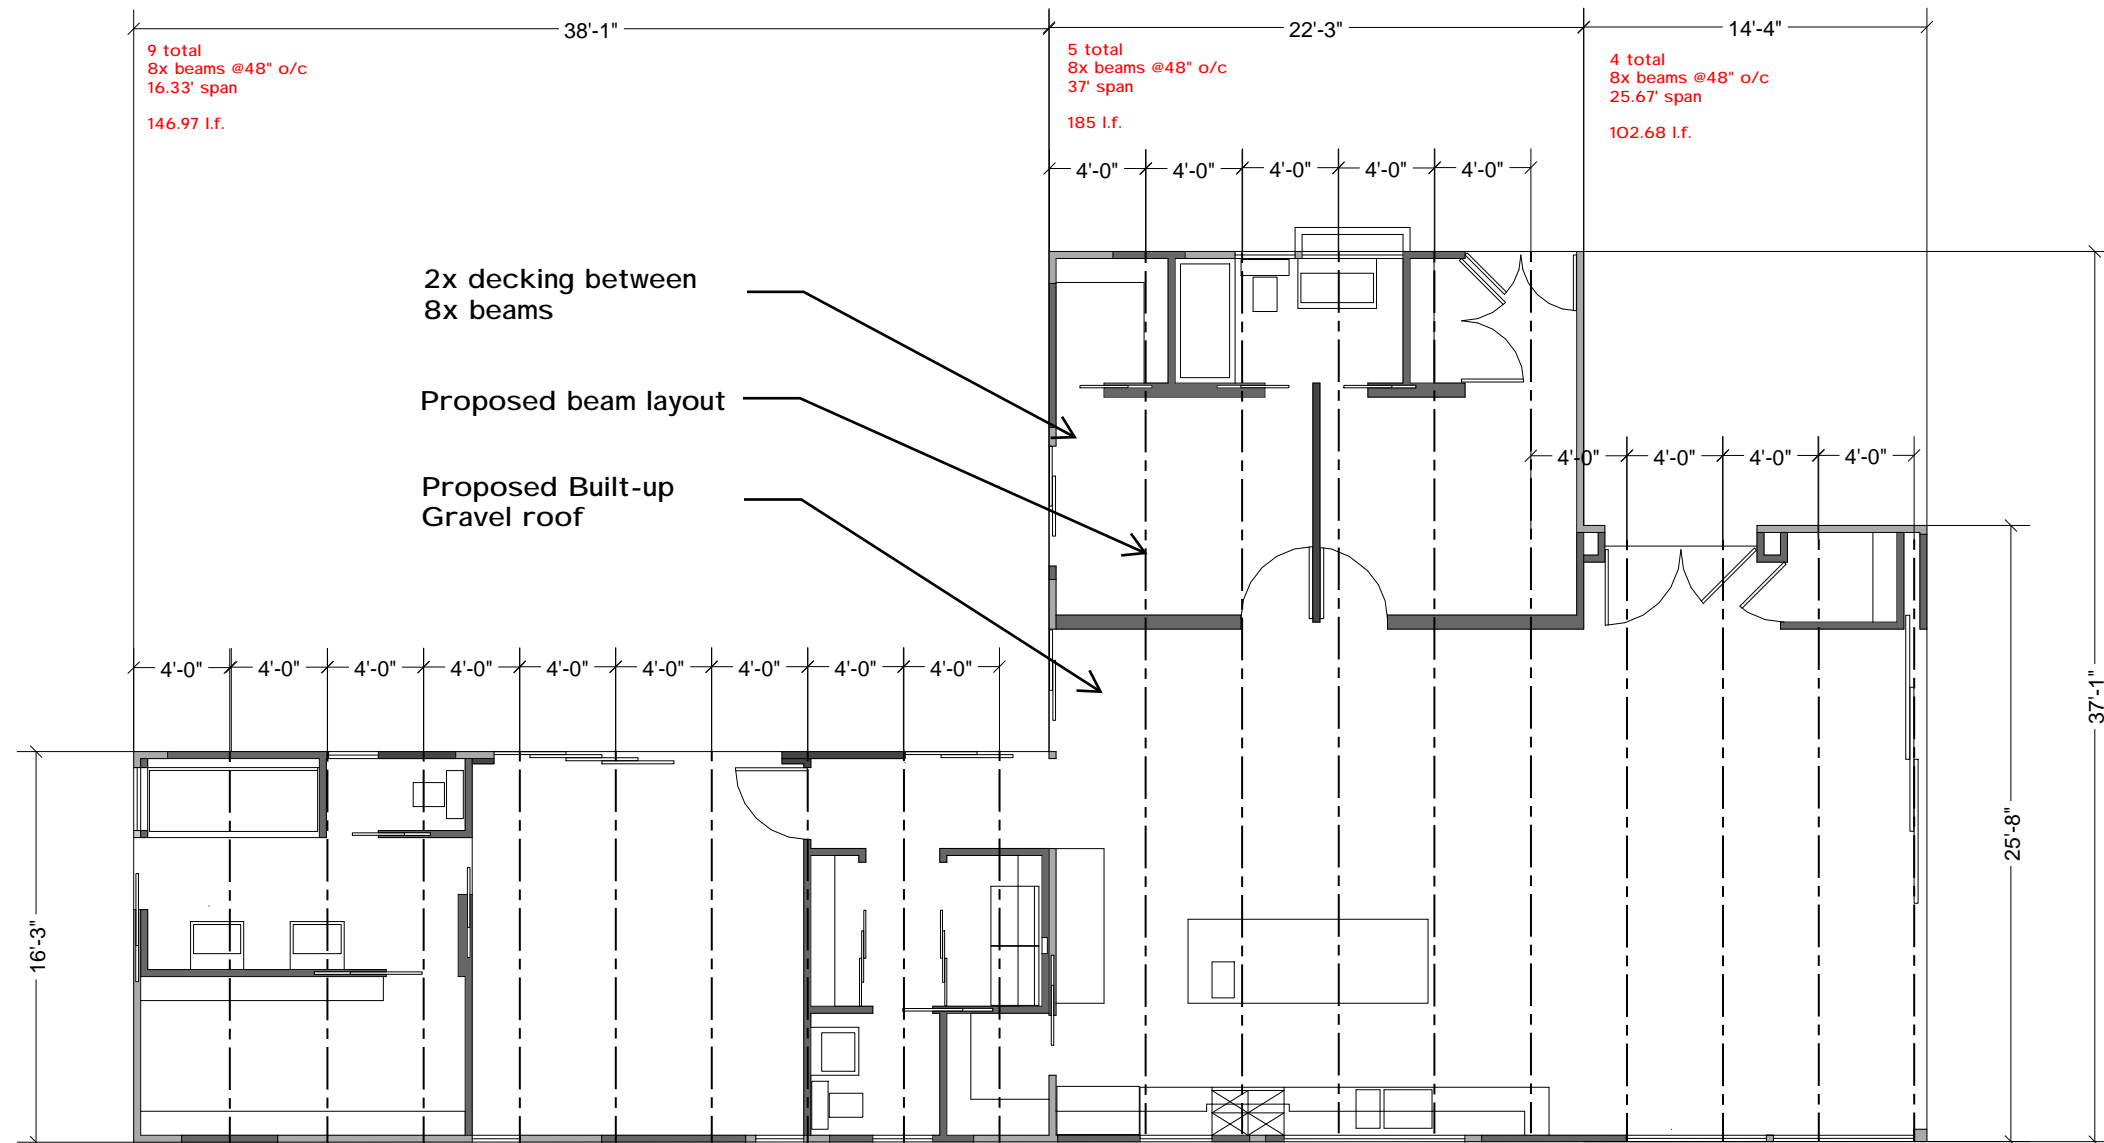 38'-1"
22'-3"
14'-4"
9 total
8x beams @48" o/c
16.33' span
146.97 l.f.
5 total
8x beams @48" o/c
37' span
185 l.f.
4 total
8x beams @48" o/c
25.67' span
102.68 l.f.
4'-0" 4'-0" 4'-0" 4'-0" 4'-0"
2x decking between
8x beams
Proposed beam layout
Proposed Built-up
Gravel roof
4'-0" 4'-0" 4'-0" 4'-0"
4'-0" 4'-0" 4'-0" 4'-0" 4'-0" 4'-0" 4'-0" 4'-0" 4'-0"
37'-1"
25'-8"
16'-3"